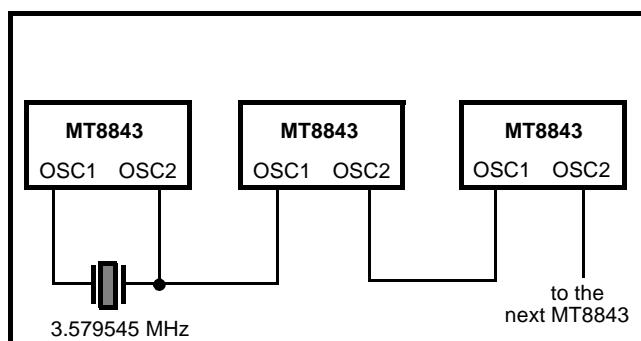 MT8843 MT8843 MT8843
OSC1 OSC2 OSC1 OSC2 OSC1 OSC2
3.579545 MHz
to the
next MT8843